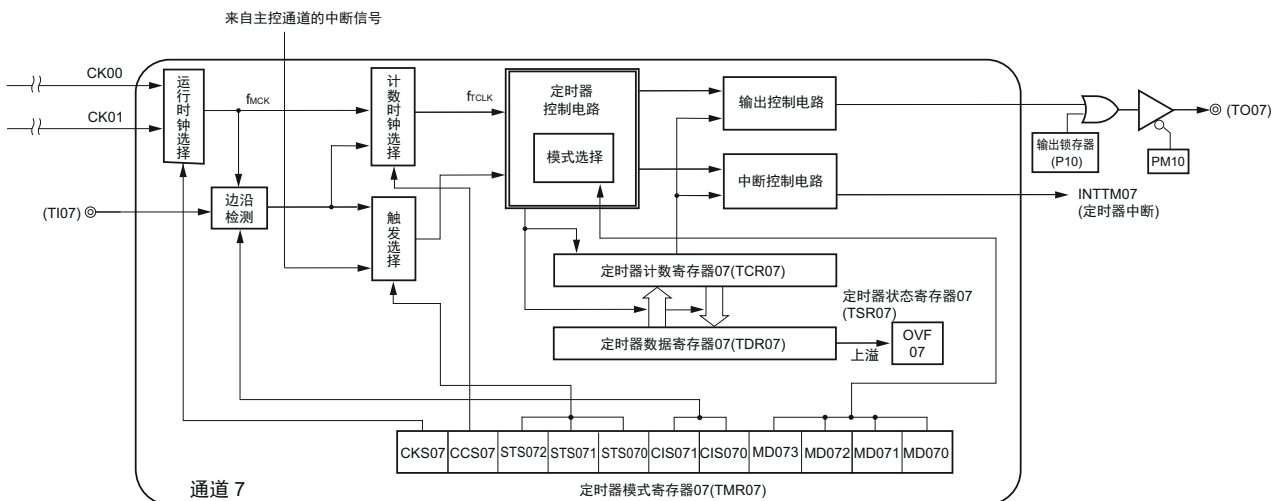 来自主控通道的中断信号
CK00
CK01
运行时钟选择
fMCK
计数时钟选择
fTCLK
定时器
控制电路
模式选择
输出控制电路
中断控制电路
输出锁存器
(P10)
PM10
(TO07)
INTTM07
(定时器中断)
(TI07)
边沿
检测
触发选择
定时器计数寄存器07(TCR07)
定时器状态寄存器07
(TSR07)
定时器数据寄存器07(TDR07)
上溢
OVF
07
CKS07 CCS07 STS072 STS071 STS070 CIS071 CIS070 MD073 MD072 MD071 MD070
定时器模式寄存器07(TMR07)
通道 7